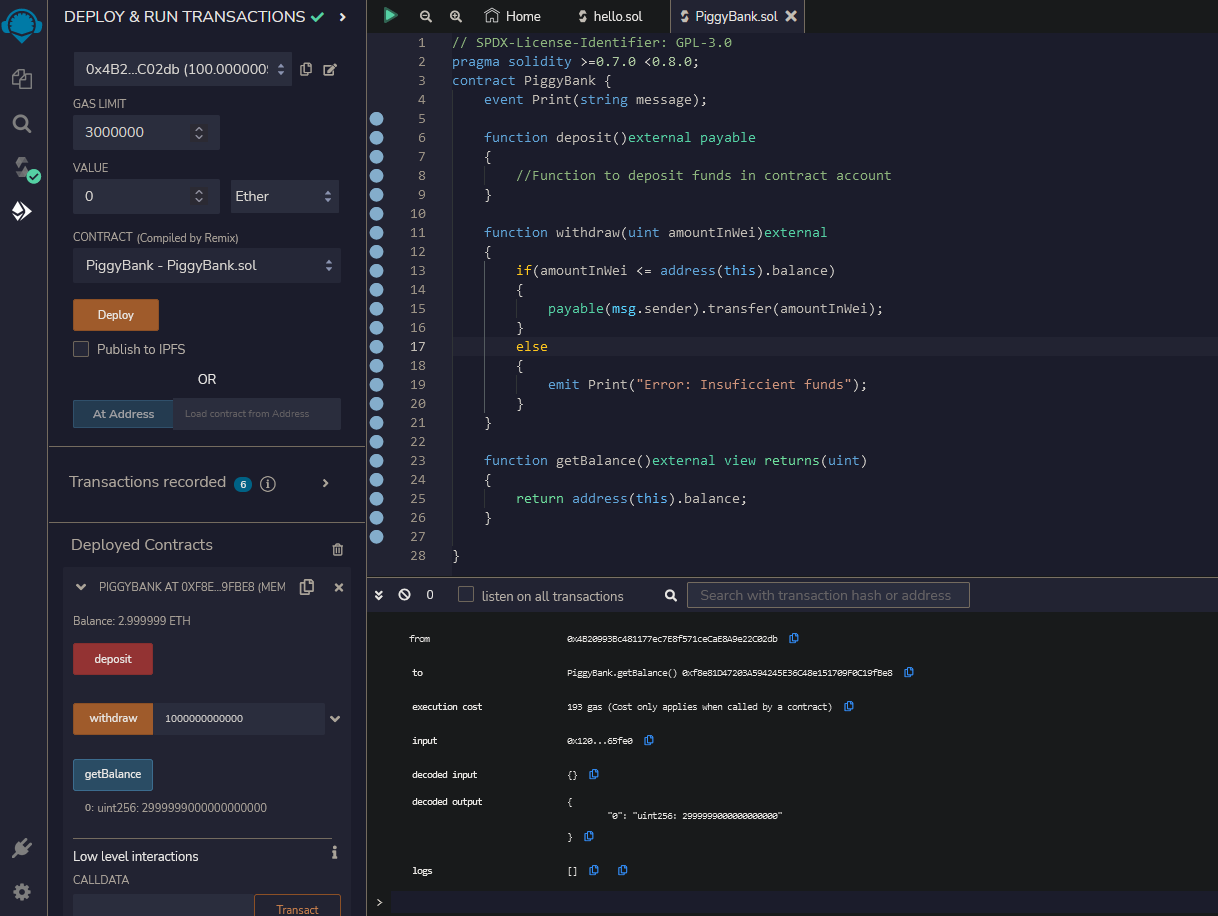 DEPLOY & RUN TRANSACTIONS
0x4B2...C02db (100.000000
GAS LIMIT
3000000
VALUE
0
Ether
CONTRACT (Compiled by Remix)
PiggyBank - PiggyBank.sol
Deploy
Publish to IPFS
OR
At Address
Load contract from Address
Transactions recorded 6 i
Deployed Contracts
PIGGYBANK AT 0XF8E...9FBE8 (MEM
Balance: 2.999999 ETH
deposit
withdraw
1000000000000
getBalance
0: uint256: 2999999000000000000
Low level interactions
i
CALLDATA
Transact
Home
hello.sol
PiggyBank.sol
1 // SPDX-License-Identifier: GPL-3.0
2 pragma solidity >=0.7.0 <0.8.0;
3 contract PiggyBank {
4 event Print(string message);
5
6 function deposit()external payable
7 {
8 //Function to deposit funds in contract account
9 }
10
11 function withdraw(uint amountInWei)external
12 {
13 if(amountInWei <= address(this).balance)
14 {
15 payable(msg.sender).transfer(amountInWei);
16 }
17 else
18 {
19 emit Print("Error: Insuficcient funds");
20 }
21 }
22
23 function getBalance()external view returns(uint)
24 {
25 return address(this).balance;
26 }
27
28 }
0
listen on all transactions
Search with transaction hash or address
from 0x4B20993Bc481177ec7E8f571ceCaE8A9e22C02db
to PiggyBank.getBalance() 0xf8e81D47203A594245E36C48e151709F0C19fBe8
execution cost 193 gas (Cost only applies when called by a contract)
input 0x120...65fe0
decoded input {}
decoded output {
"0": "uint256: 2999999000000000000"
}
logs []
>